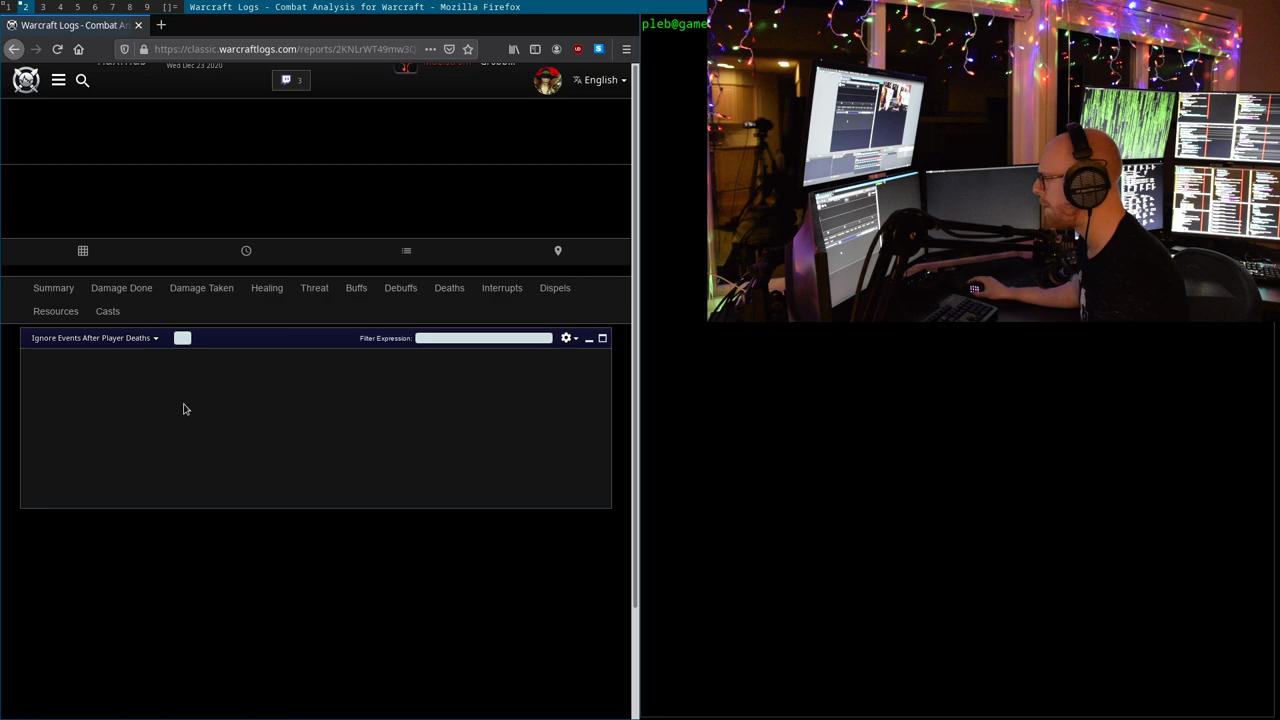 1 2 3 4 5 6 7 8 9 []= Warcraft Logs - Combat Analysis for Warcraft - Mozilla Firefox
Warcraft Logs - Combat An
https://classic.warcraftlogs.com/reports/2KNLrWT49mw3
pleb@game
Wed Dec 23 2020
3
English
Summary Damage Done Damage Taken Healing Threat Buffs Debuffs Deaths Interrupts Dispels
Resources Casts
Ignore Events After Player Deaths
Filter Expression: